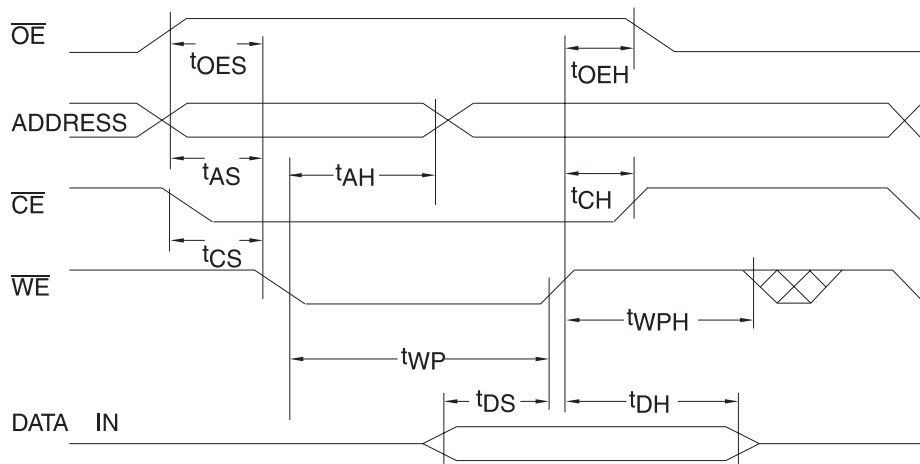 OE
tOES
tOEH
ADDRESS
tAS
tAH
tCH
CE
tCS
WE
tWPH
tWP
tDS
tDH
DATA IN